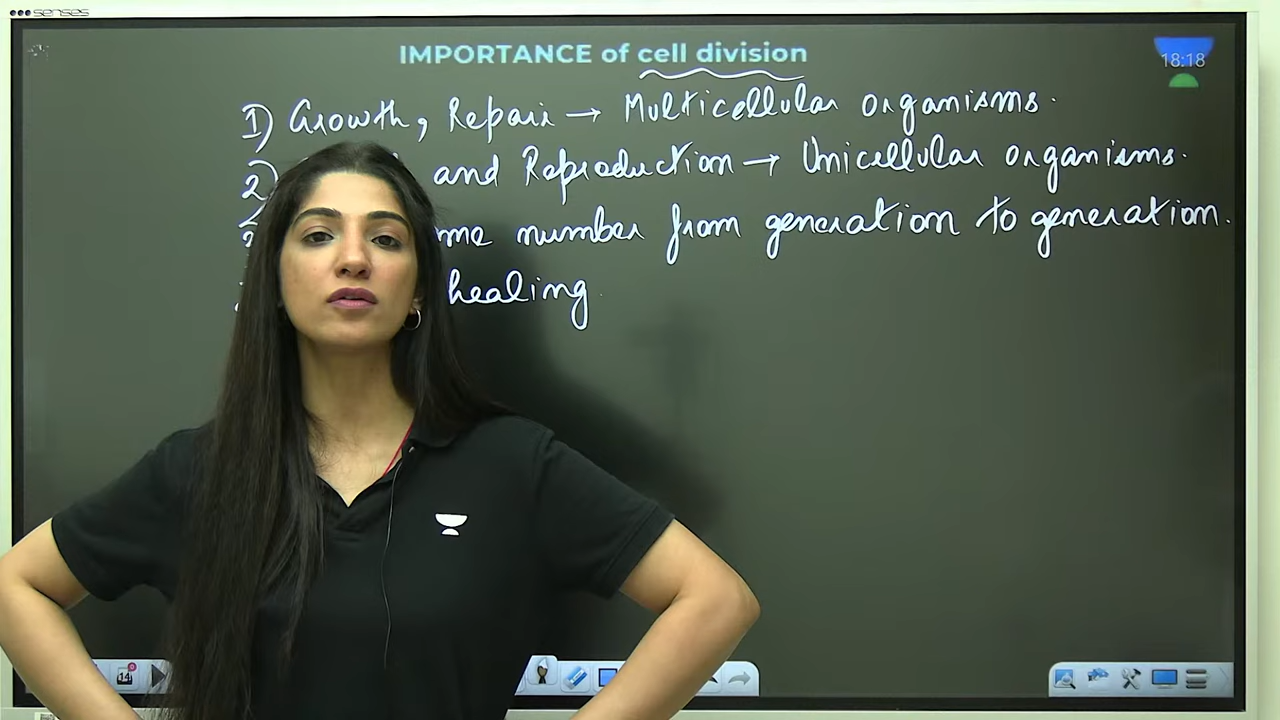 senses
IMPORTANCE of cell division
18:18
1) Growth, Repair → Multicellular organisms.
2) and Reproduction → Unicellular organisms.
number from generation to generation.
healing